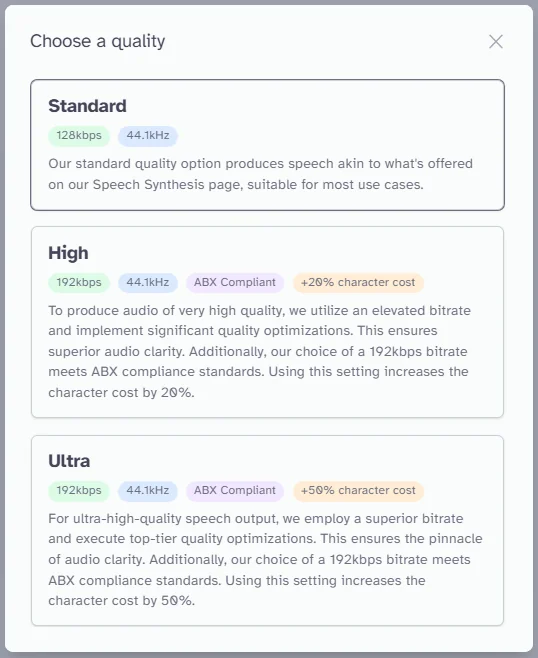 Choose a quality
Standard
128kbps 44.1kHz
Our standard quality option produces speech akin to what's offered
on our Speech Synthesis page, suitable for most use cases.
High
192kbps 44.1kHz ABX Compliant +20% character cost
To produce audio of very high quality, we utilize an elevated bitrate
and implement significant quality optimizations. This ensures
superior audio clarity. Additionally, our choice of a 192kbps bitrate
meets ABX compliance standards. Using this setting increases the
character cost by 20%.
Ultra
192kbps 44.1kHz ABX Compliant +50% character cost
For ultra-high-quality speech output, we employ a superior bitrate
and execute top-tier quality optimizations. This ensures the pinnacle
of audio clarity. Additionally, our choice of a 192kbps bitrate meets
ABX compliance standards. Using this setting increases the
character cost by 50%.